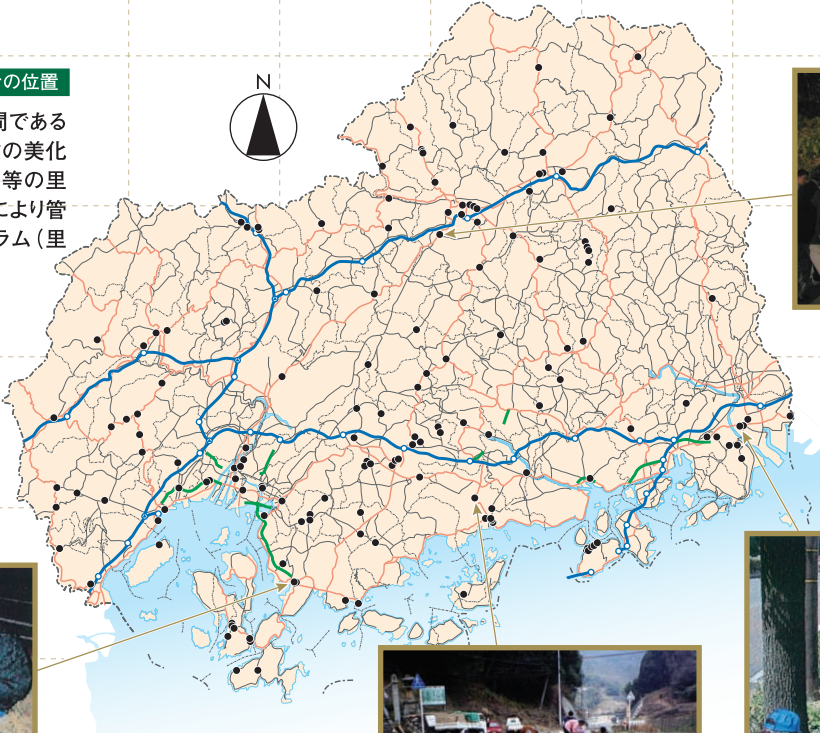 の位置
間である
の美化
等の里
により管
ラム（里
N